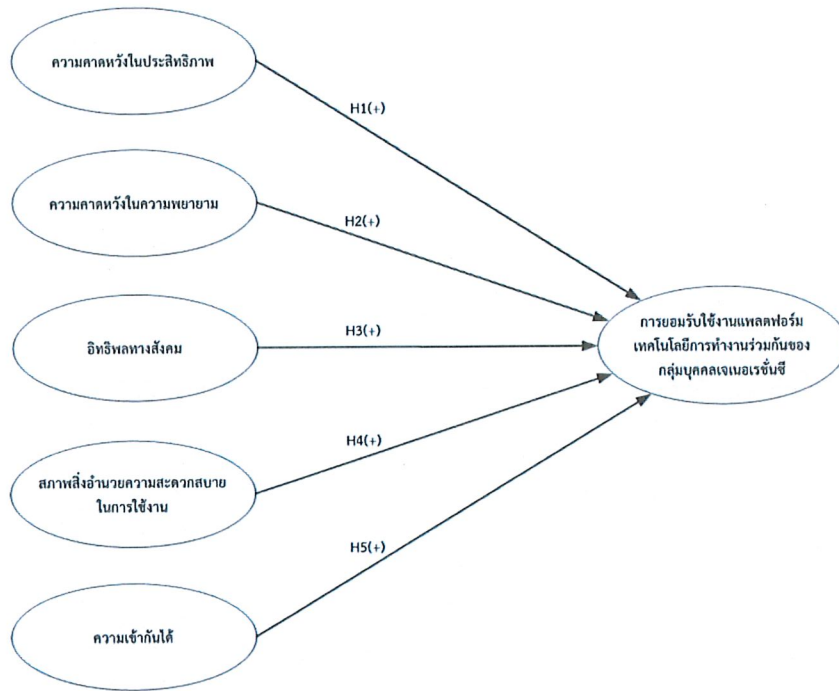 ความคาดหวังในประสิทธิภาพ
H1(+)
ความคาดหวังในความพยายาม
H2(+)
อิทธิพลทางสังคม
H3(+)
การยอมรับใช้งานแพลตฟอร์ม
เทคโนโลยีการทำงานร่วมกันของ
กลุ่มบุคคลเจเนอเรชั่นซี
H4(+)
สภาพสิ่งอำนวยความสะดวกสบาย
ในการใช้งาน
H5(+)
ความเข้ากันได้